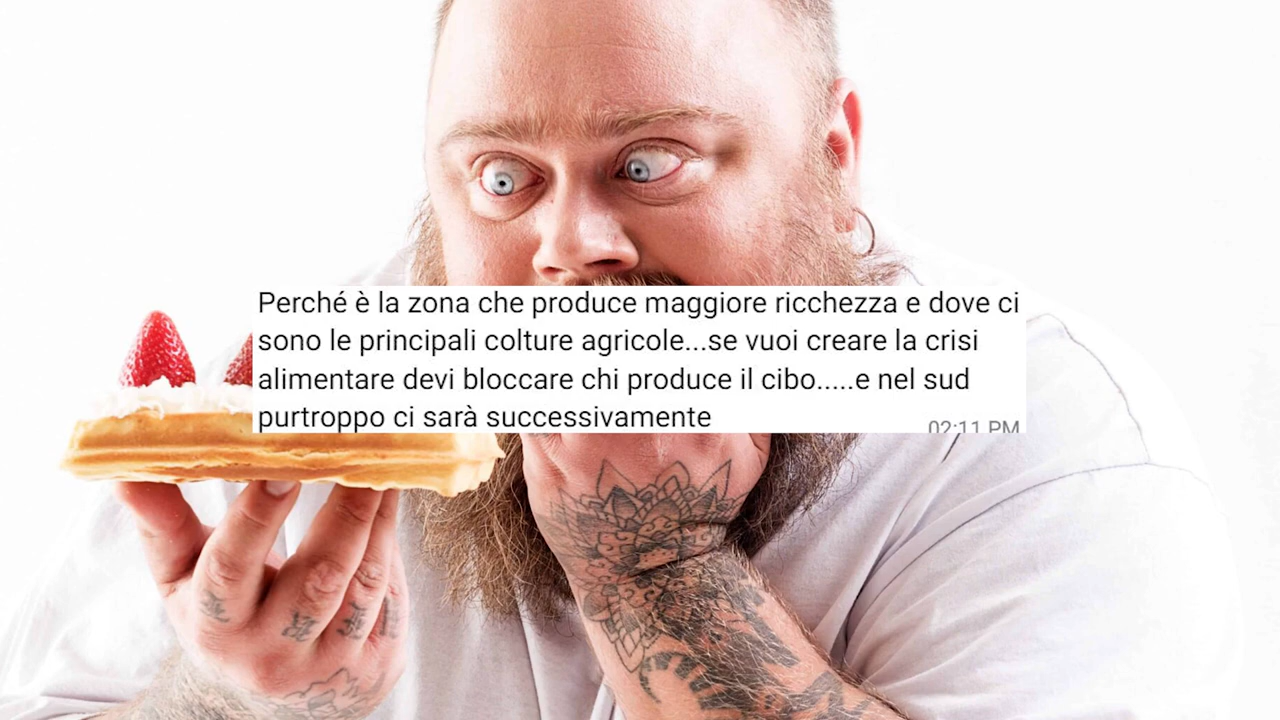 Perché è la zona che produce maggiore ricchezza e dove ci
sono le principali colture agricole...se vuoi creare la crisi
alimentare devi bloccare chi produce il cibo.....e nel sud
purtroppo ci sarà successivamente
02:11 PM